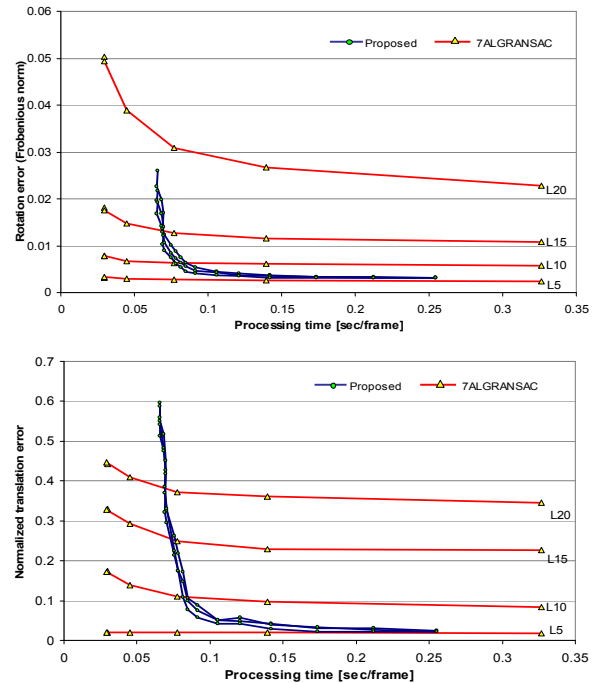 0.06
0.05
0.04
0.03
0.02
0.01
0
Rotation error (Frobenious norm)
Proposed
7ALGRANSAC
L20
L15
L10
L5
0 0.05 0.1 0.15 0.2 0.25 0.3 0.35
Processing time [sec/frame]
0.7
0.6
0.5
0.4
0.3
0.2
0.1
0
Normalized translation error
Proposed
7ALGRANSAC
L20
L15
L10
L5
0 0.05 0.1 0.15 0.2 0.25 0.3 0.35
Processing time [sec/frame]